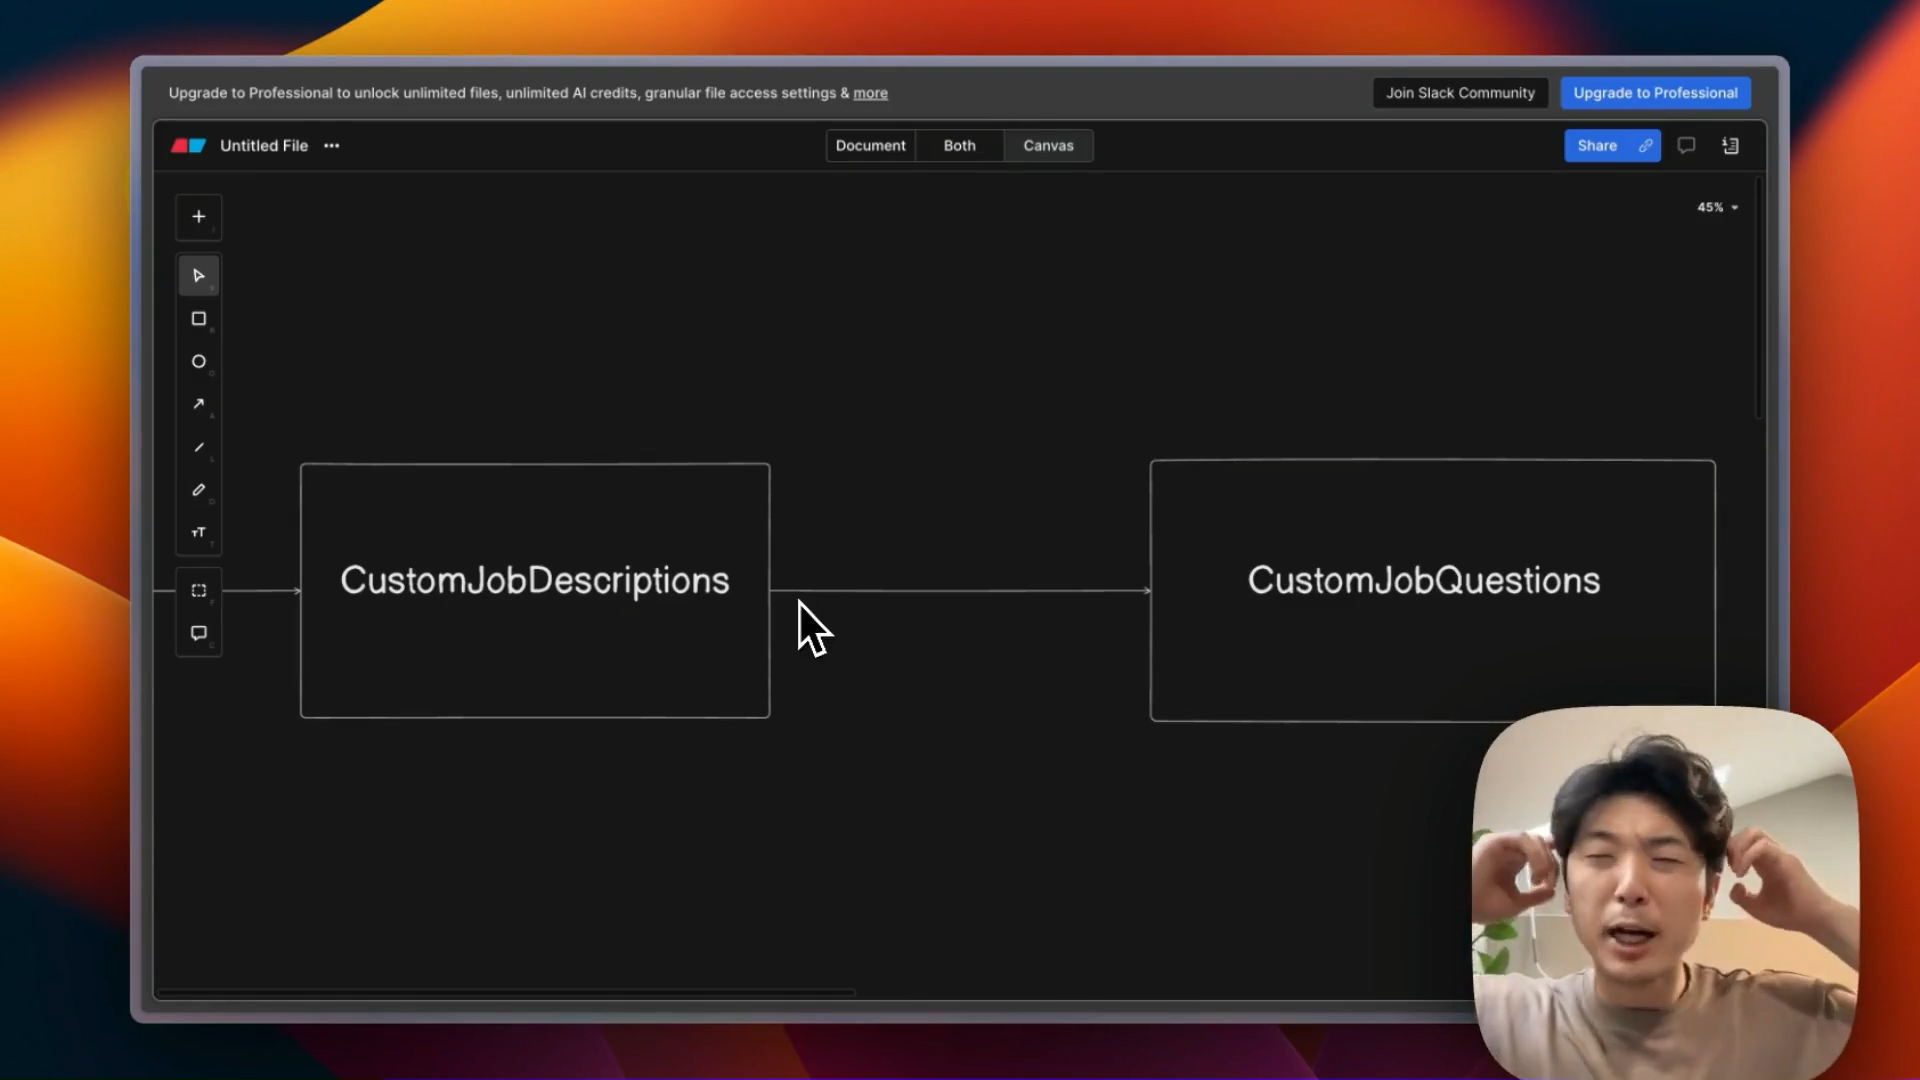 Upgrade to Professional to unlock unlimited files, unlimited AI credits, granular file access settings & more
Join Slack Community
Upgrade to Professional
Untitled File
Document
Both
Canvas
Share
45%
CustomJobDescriptions
CustomJobQuestions